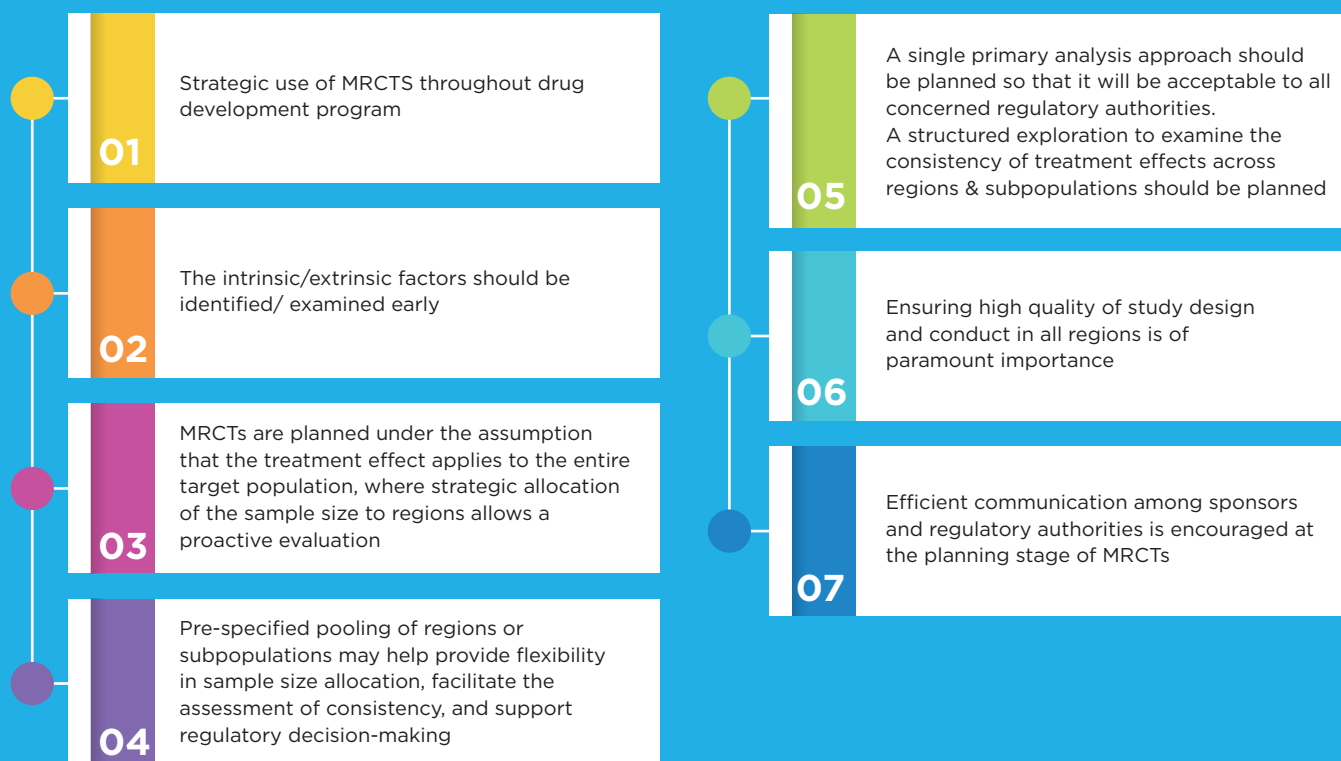 Strategic use of MRCTS throughout drug
development program
01
The intrinsic/extrinsic factors should be
identified/ examined early
02
MRCTs are planned under the assumption
that the treatment effect applies to the entire
target population, where strategic allocation
of the sample size to regions allows a
proactive evaluation
03
Pre-specified pooling of regions or
subpopulations may help provide flexibility
in sample size allocation, facilitate the
assessment of consistency, and support
regulatory decision-making
04
A single primary analysis approach should
be planned so that it will be acceptable to all
concerned regulatory authorities.
A structured exploration to examine the
consistency of treatment effects across
regions & subpopulations should be planned
05
Ensuring high quality of study design
and conduct in all regions is of
paramount importance
06
Efficient communication among sponsors
and regulatory authorities is encouraged at
the planning stage of MRCTs
07